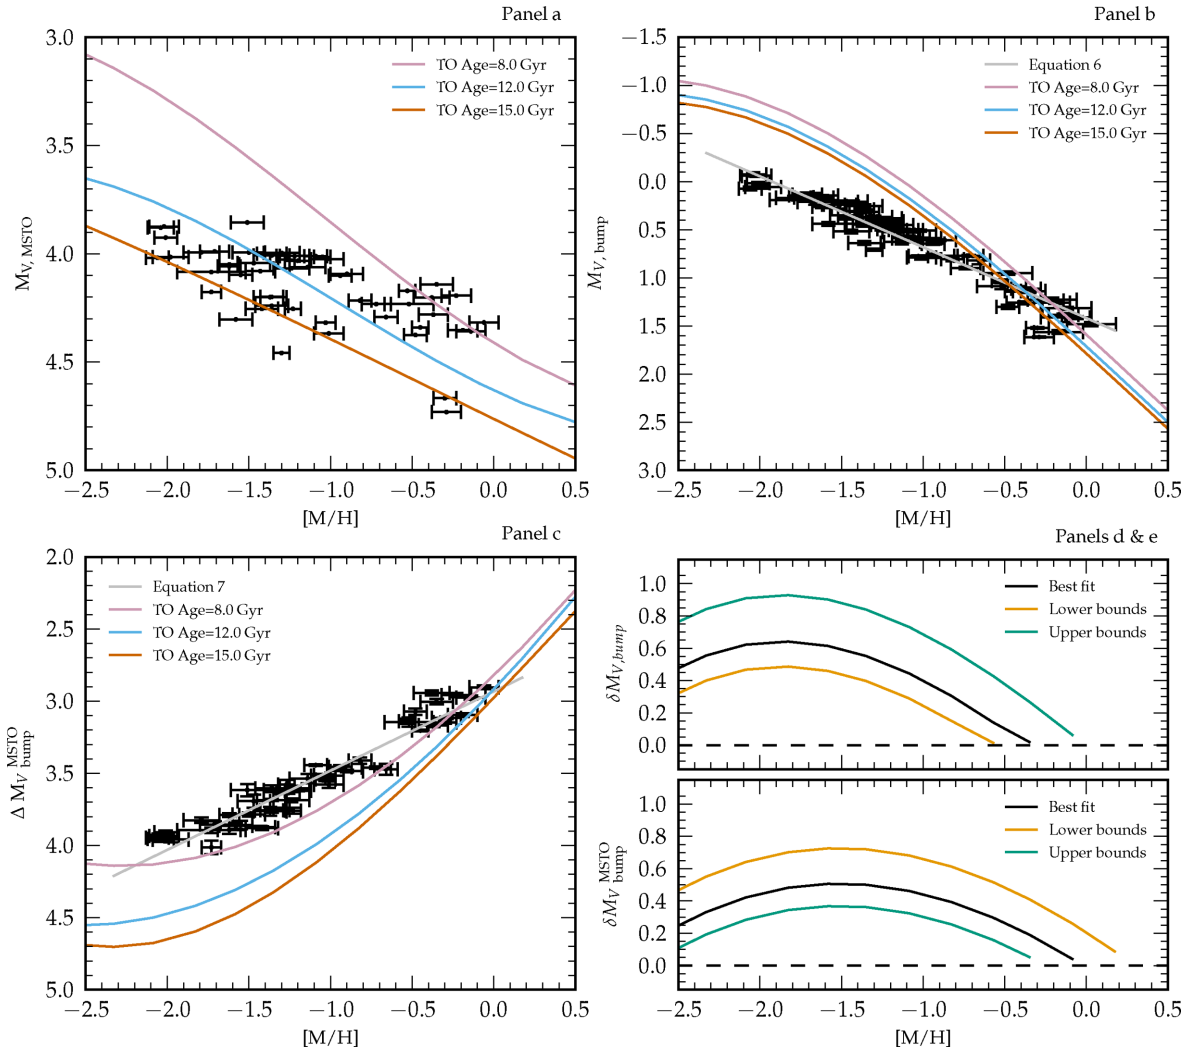 Panel a
3.0
3.5
4.0
4.5
5.0
M_V, MSTO
TO Age=8.0 Gyr
TO Age=12.0 Gyr
TO Age=15.0 Gyr
−2.5 −2.0 −1.5 −1.0 −0.5 0.0 0.5
[M/H]
Panel b
−1.5
−1.0
−0.5
0.0
0.5
1.0
1.5
2.0
2.5
3.0
M_V, bump
Equation 6
TO Age=8.0 Gyr
TO Age=12.0 Gyr
TO Age=15.0 Gyr
−2.5 −2.0 −1.5 −1.0 −0.5 0.0 0.5
[M/H]
Panel c
2.0
2.5
3.0
3.5
4.0
4.5
5.0
Δ M_V^MSTO_bump
Equation 7
TO Age=8.0 Gyr
TO Age=12.0 Gyr
TO Age=15.0 Gyr
−2.5 −2.0 −1.5 −1.0 −0.5 0.0 0.5
[M/H]
Panels d & e
1.0
0.8
0.6
0.4
0.2
0.0
δM_V,bump
Best fit
Lower bounds
Upper bounds
1.0
0.8
0.6
0.4
0.2
0.0
δM_V^MSTO_bump
Best fit
Lower bounds
Upper bounds
−2.5 −2.0 −1.5 −1.0 −0.5 0.0 0.5
[M/H]